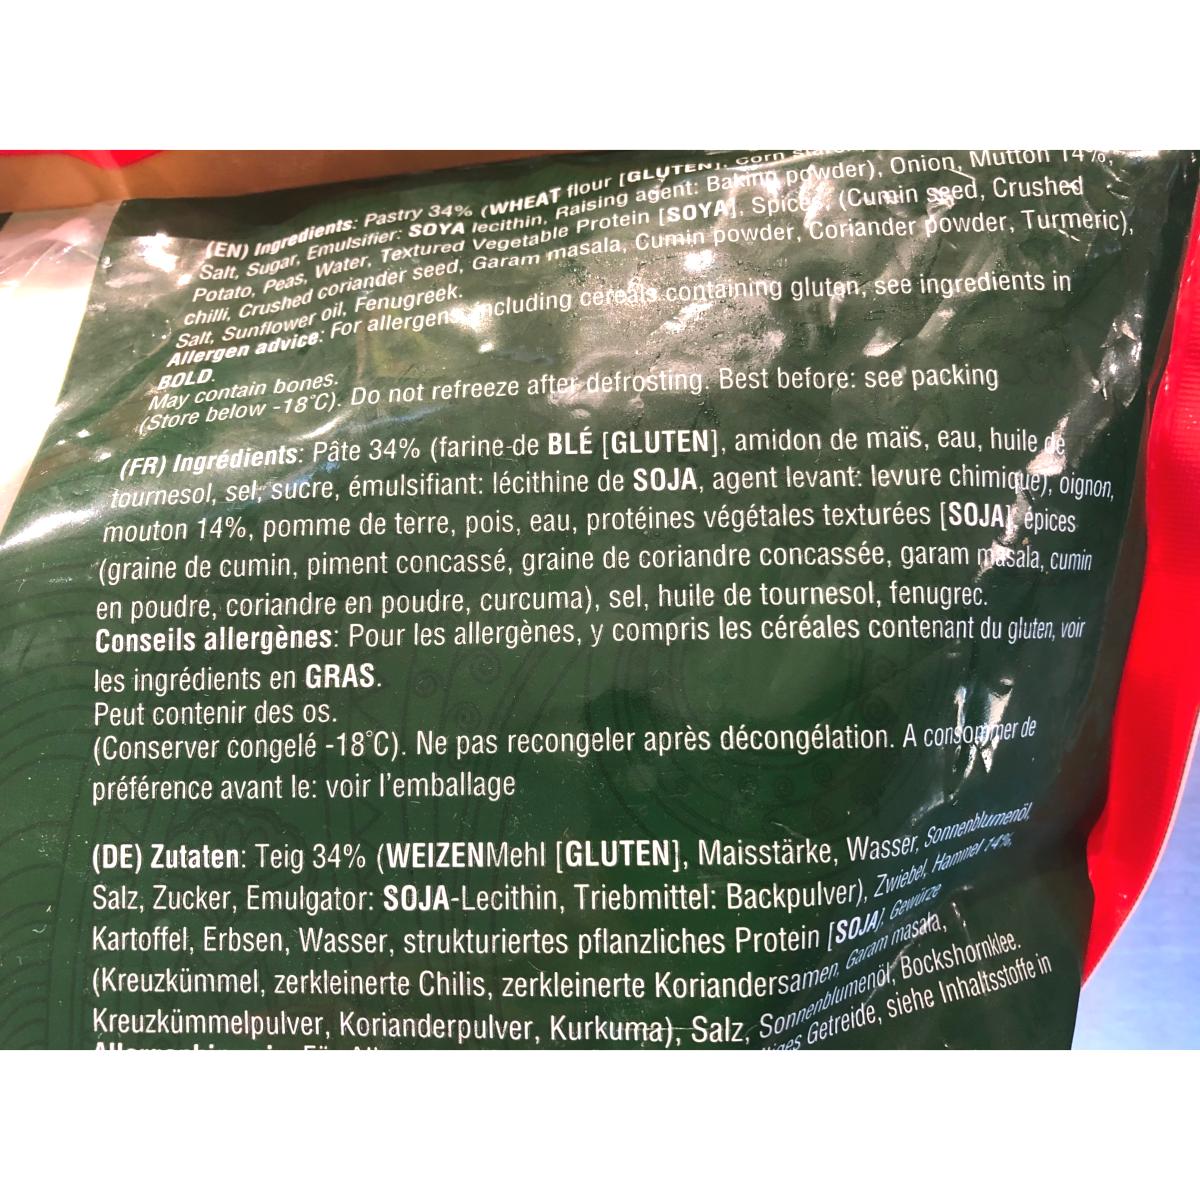 (EN) Ingredients: Pastry 34% (WHEAT flour [GLUTEN], corn
Salt, Sugar, Emulsifier: SOYA lecithin, Raising agent: Baking powder), Onion, Mutton 14%,
Potato, Peas, Water, Textured Vegetable Protein [SOYA], Spices (Cumin seed, Crushed
chilli, Crushed coriander seed, Garam masala, Cumin powder, Coriander powder, Turmeric),
Salt, Sunflower oil, Fenugreek.
Allergen advice: For allergens, including cereals containing gluten, see ingredients in
BOLD.
May contain bones.
(Store below -18°C). Do not refreeze after defrosting. Best before: see packing
(FR) Ingrédients: Pâte 34% (farine de BLÉ [GLUTEN], amidon de maïs, eau, huile de
tournesol, sel, sucre, émulsifiant: lécithine de SOJA, agent levant: levure chimique), oignon,
mouton 14%, pomme de terre, pois, eau, protéines végétales texturées [SOJA], épices
(graine de cumin, piment concassé, graine de coriandre concassée, garam masala, cumin
en poudre, coriandre en poudre, curcuma), sel, huile de tournesol, fenugrec.
Conseils allergènes: Pour les allergènes, y compris les céréales contenant du gluten, voir
les ingrédients en GRAS.
Peut contenir des os.
(Conserver congelé -18°C). Ne pas recongeler après décongélation. A consommer de
préférence avant le: voir l'emballage
(DE) Zutaten: Teig 34% (WEIZENMehl [GLUTEN], Maisstärke, Wasser, Sonnenblumenöl,
Salz, Zucker, Emulgator: SOJA-Lecithin, Triebmittel: Backpulver), Zwiebel, Hammel 14%,
Kartoffel, Erbsen, Wasser, strukturiertes pflanzliches Protein [SOJA], Gewürze
(Kreuzkümmel, zerkleinerte Chilis, zerkleinerte Koriandersamen, Garam masala,
Kreuzkümmelpulver, Korianderpulver, Kurkuma), Salz, Sonnenblumenöl, Bockshornklee.
Getreide, siehe Inhaltsstoffe in